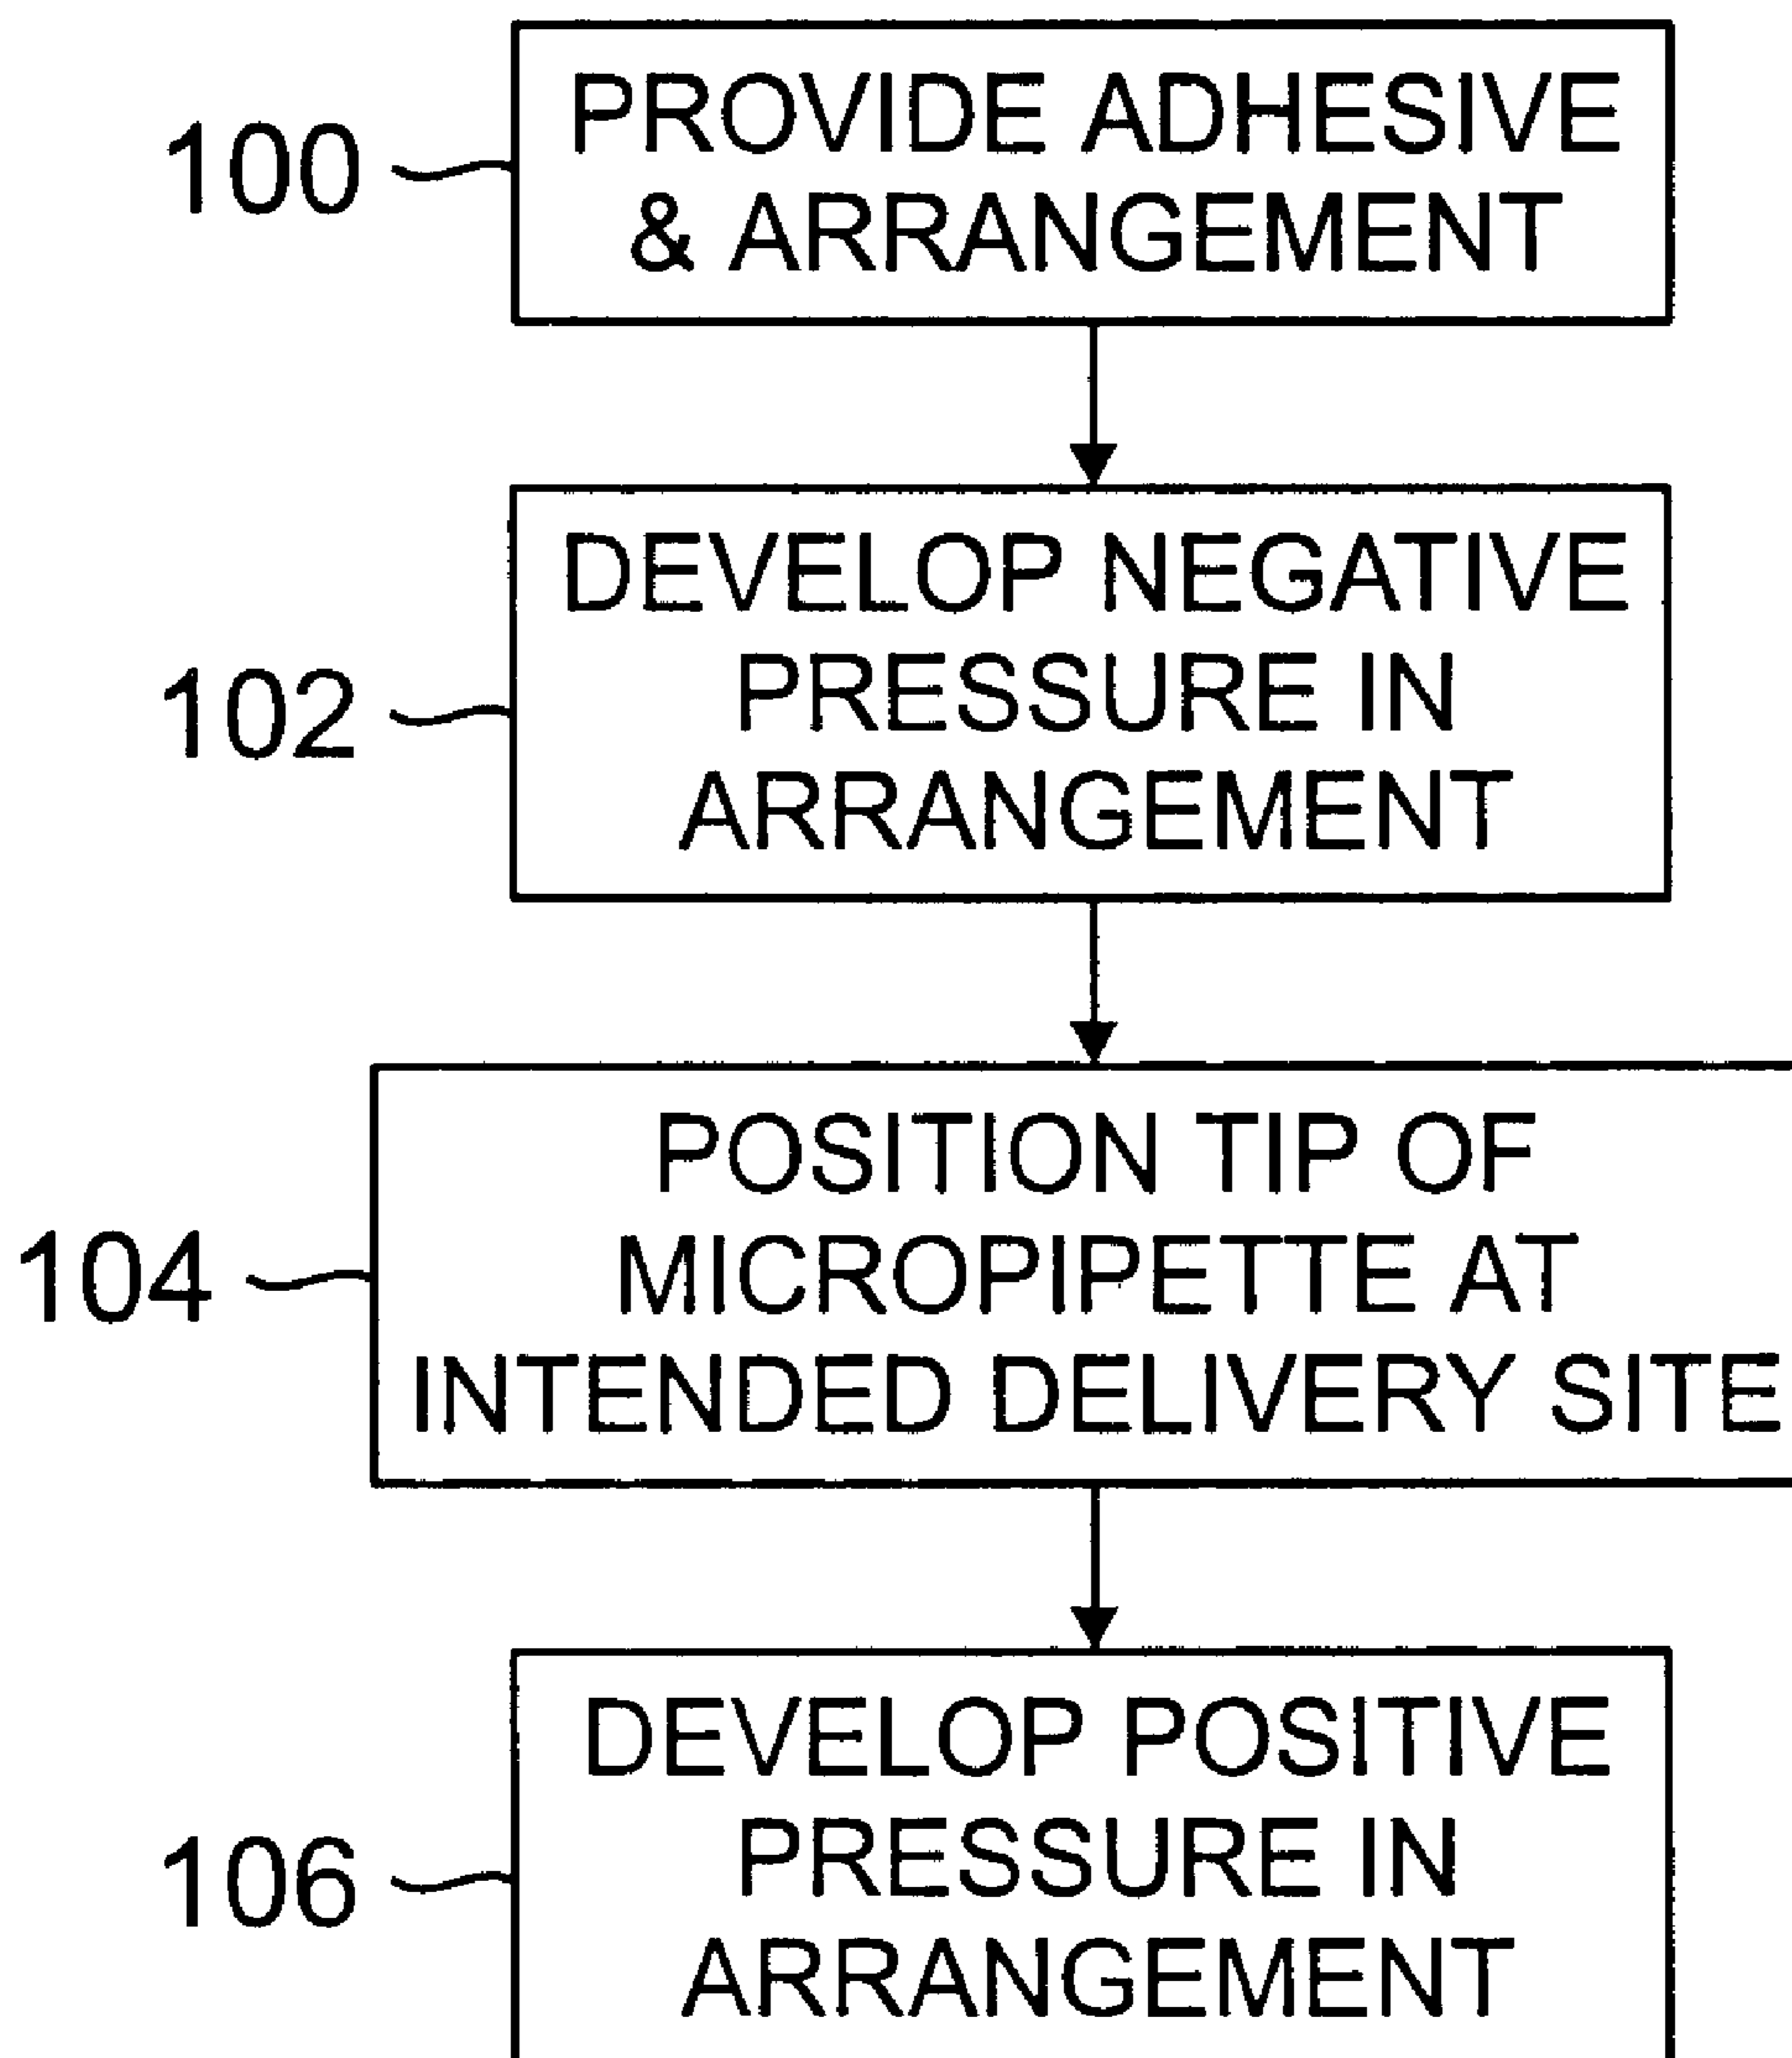 100
PROVIDE ADHESIVE
& ARRANGEMENT
102
DEVELOP NEGATIVE
PRESSURE IN
ARRANGEMENT
104
POSITION TIP OF
MICROPIPETTE AT
INTENDED DELIVERY SITE
106
DEVELOP POSITIVE
PRESSURE IN
ARRANGEMENT